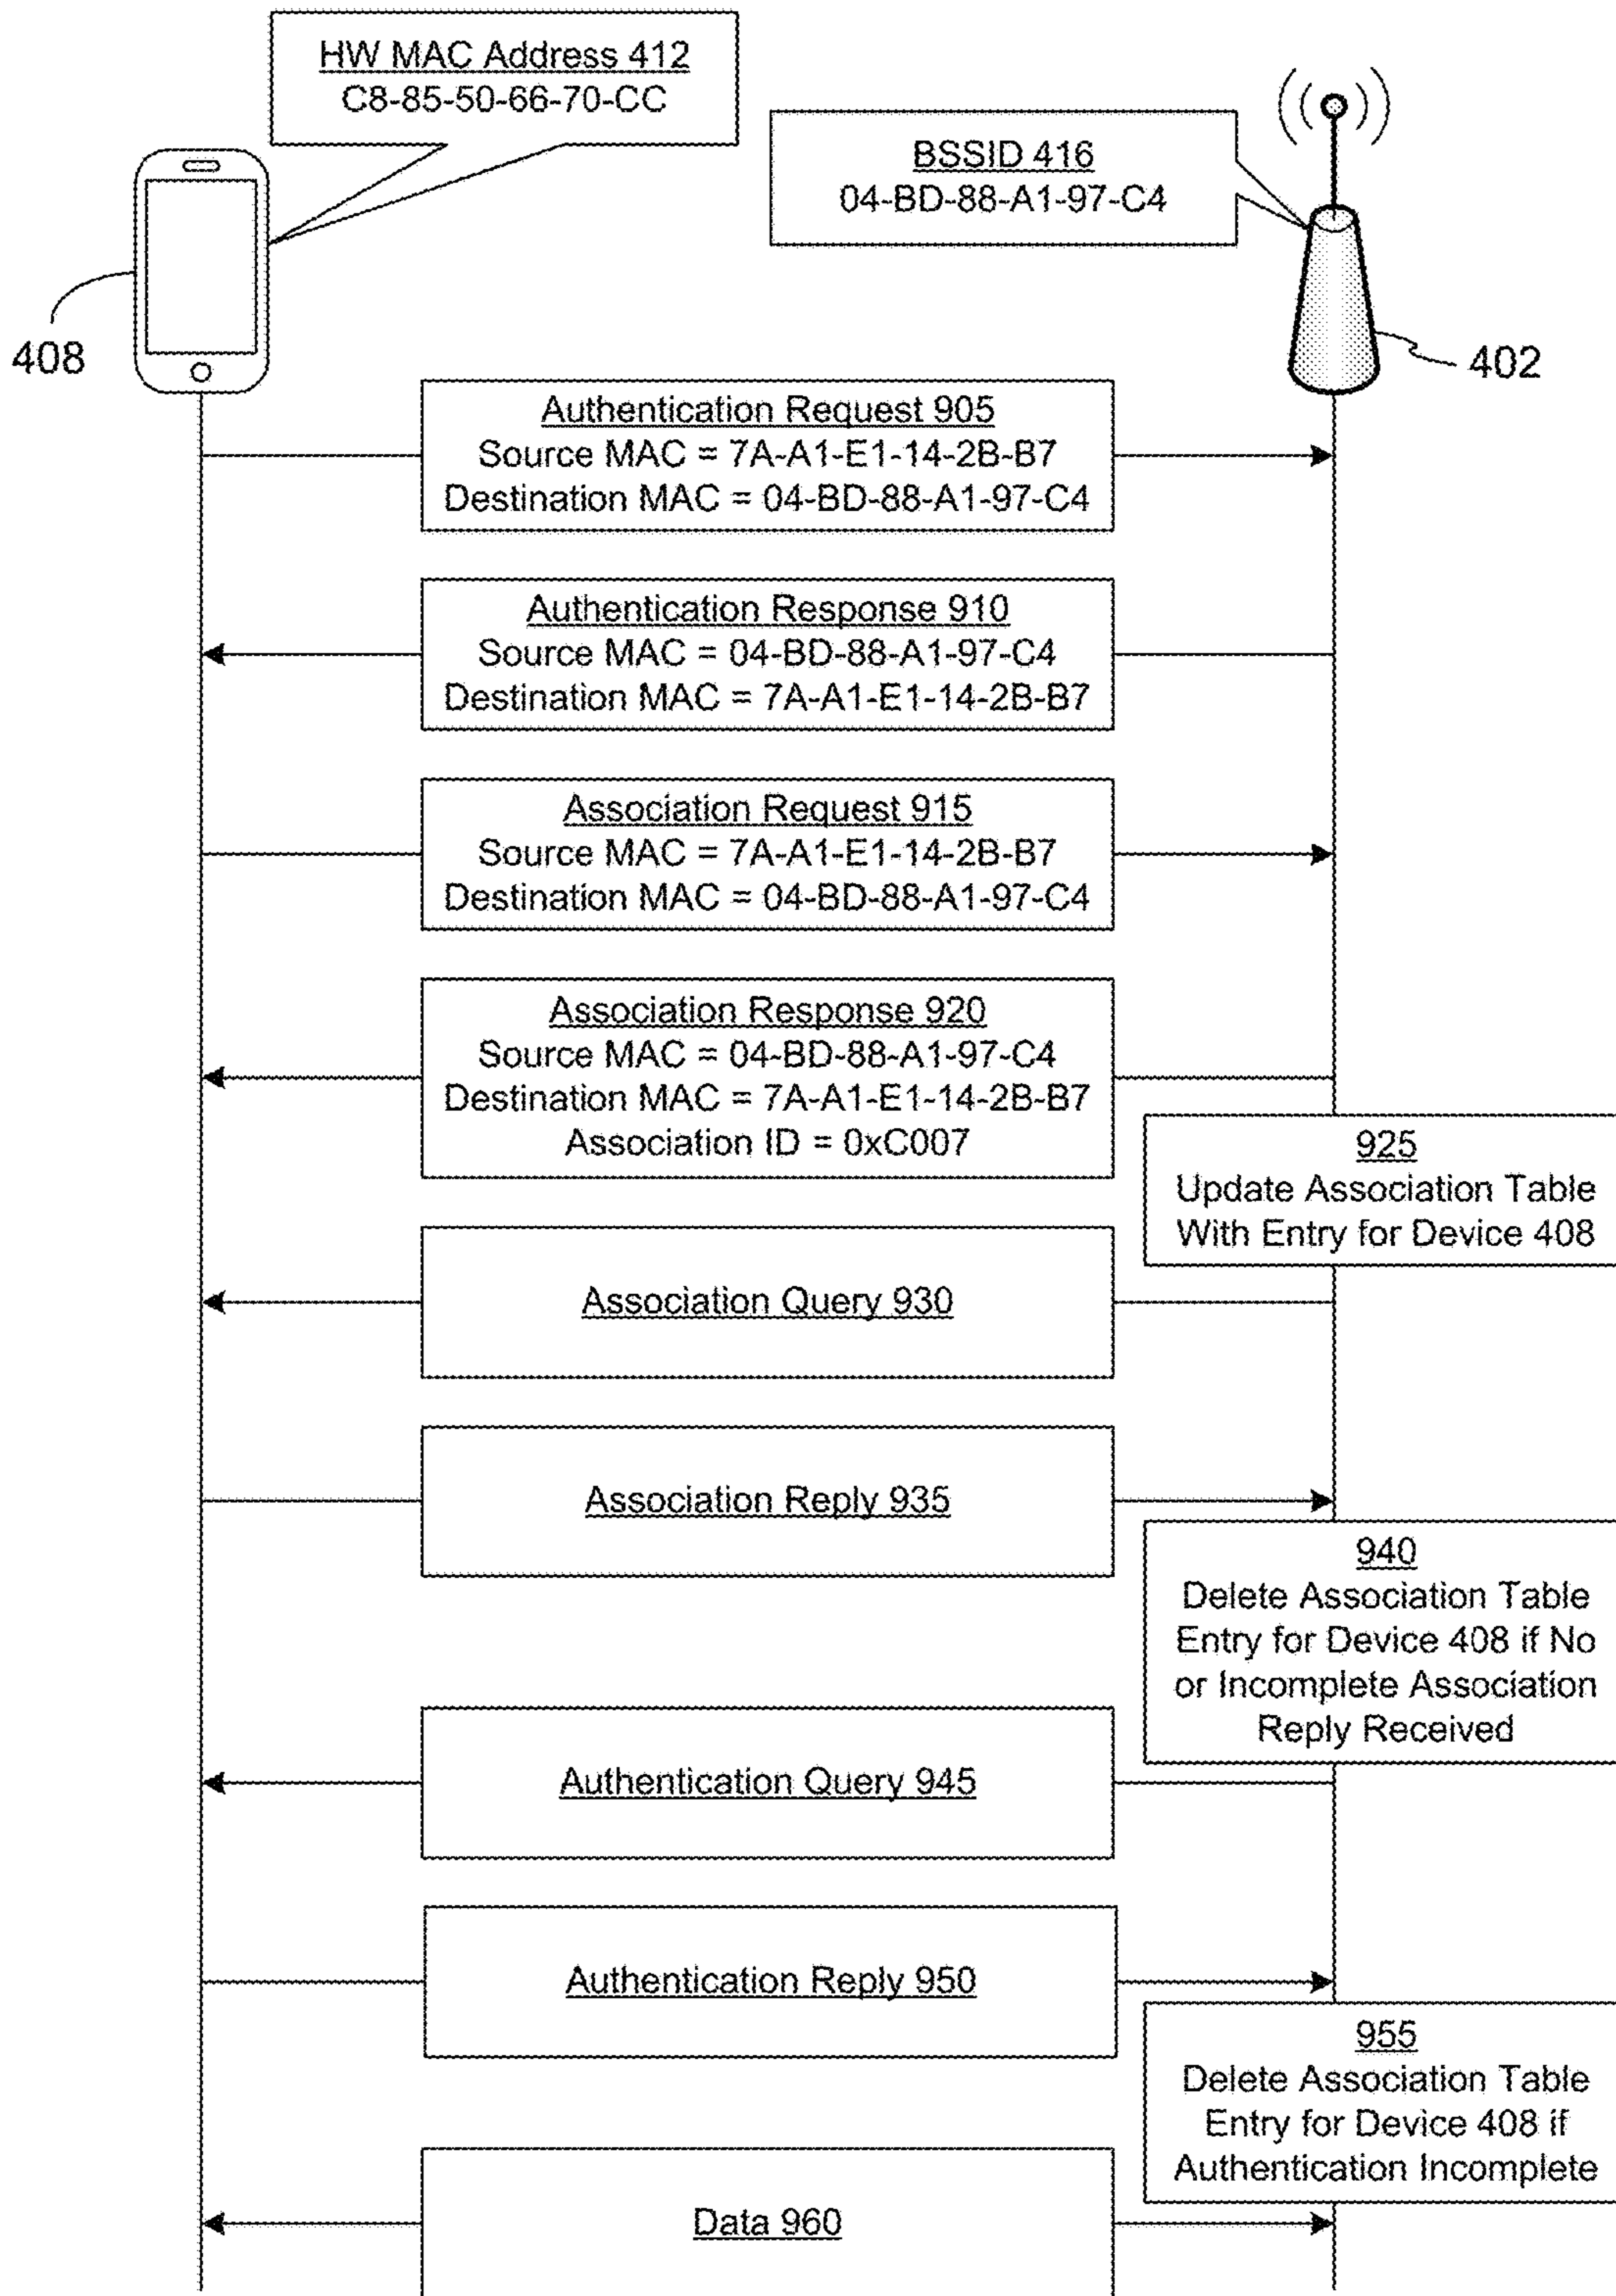 HW MAC Address 412
C8-85-50-66-70-CC
BSSID 416
04-BD-88-A1-97-C4
408
402
Authentication Request 905
Source MAC = 7A-A1-E1-14-2B-B7
Destination MAC = 04-BD-88-A1-97-C4
Authentication Response 910
Source MAC = 04-BD-88-A1-97-C4
Destination MAC = 7A-A1-E1-14-2B-B7
Association Request 915
Source MAC = 7A-A1-E1-14-2B-B7
Destination MAC = 04-BD-88-A1-97-C4
Association Response 920
Source MAC = 04-BD-88-A1-97-C4
Destination MAC = 7A-A1-E1-14-2B-B7
Association ID = 0xC007
925
Update Association Table
With Entry for Device 408
Association Query 930
Association Reply 935
940
Delete Association Table
Entry for Device 408 if No
or Incomplete Association
Reply Received
Authentication Query 945
Authentication Reply 950
955
Delete Association Table
Entry for Device 408 if
Authentication Incomplete
Data 960